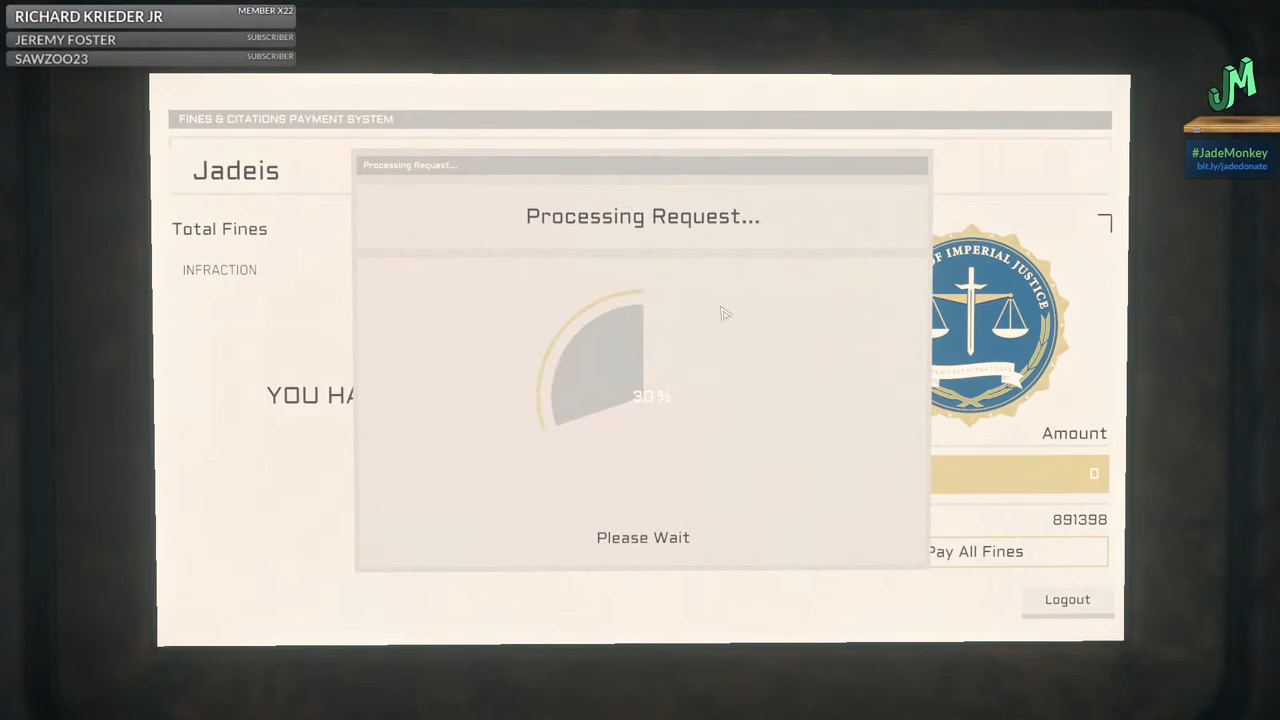 RICHARD KRIEDER JR MEMBER X22
JEREMY FOSTER SUBSCRIBER
SAWZOO23 SUBSCRIBER
JM
#JadeMonkey
bit.ly/jadedonate
FINES & CITATIONS PAYMENT SYSTEM
Jadeis
Processing Request...
Processing Request...
Total Fines
INFRACTION
OF IMPERIAL JUSTICE
YOU HA
30%
Amount
0
891398
Please Wait
Pay All Fines
Logout